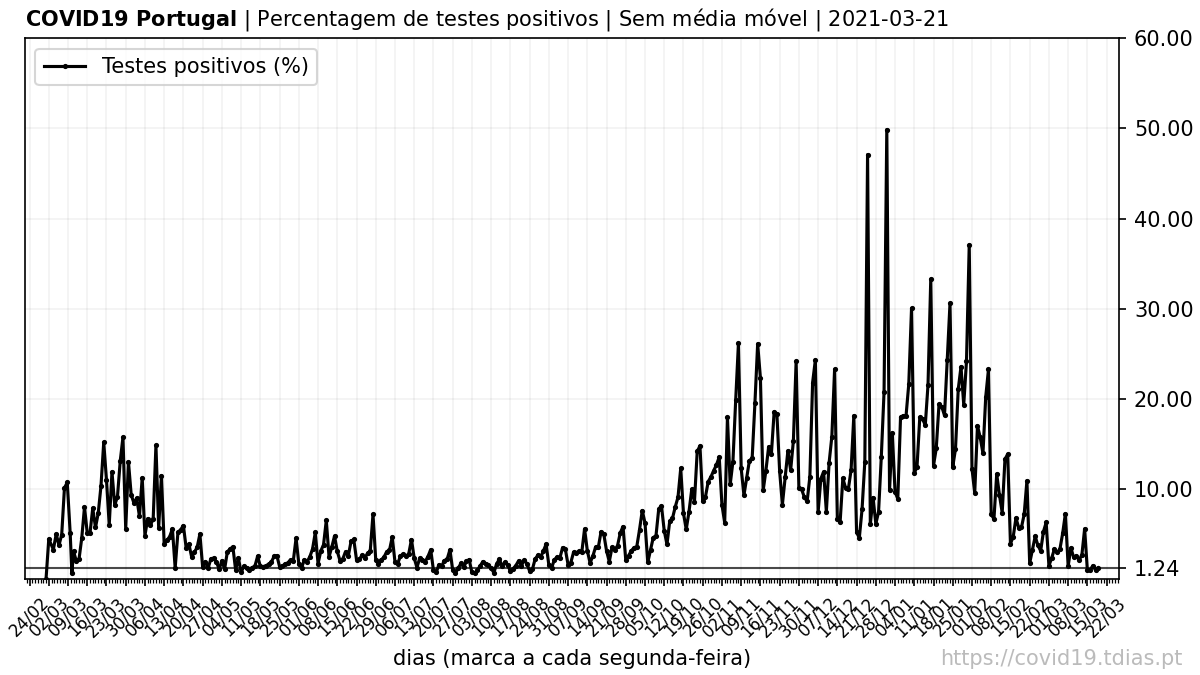 COVID19 Portugal | Percentagem de testes positivos | Sem média móvel | 2021-03-21
Testes positivos (%)
60.00
50.00
40.00
30.00
20.00
10.00
1.24
24/02 02/03 09/03 16/03 23/03 30/03 06/04 13/04 20/04 27/04 04/05 11/05 18/05 25/05 01/06 08/06 15/06 22/06 29/06 06/07 13/07 20/07 27/07 03/08 10/08 17/08 24/08 31/08 07/09 14/09 21/09 28/09 05/10 12/10 19/10 26/10 02/11 09/11 16/11 23/11 30/11 07/12 14/12 21/12 28/12 04/01 11/01 18/01 25/01 01/02 08/02 15/02 22/02 01/03 08/03 15/03 22/03
dias (marca a cada segunda-feira)
https://covid19.tdias.pt